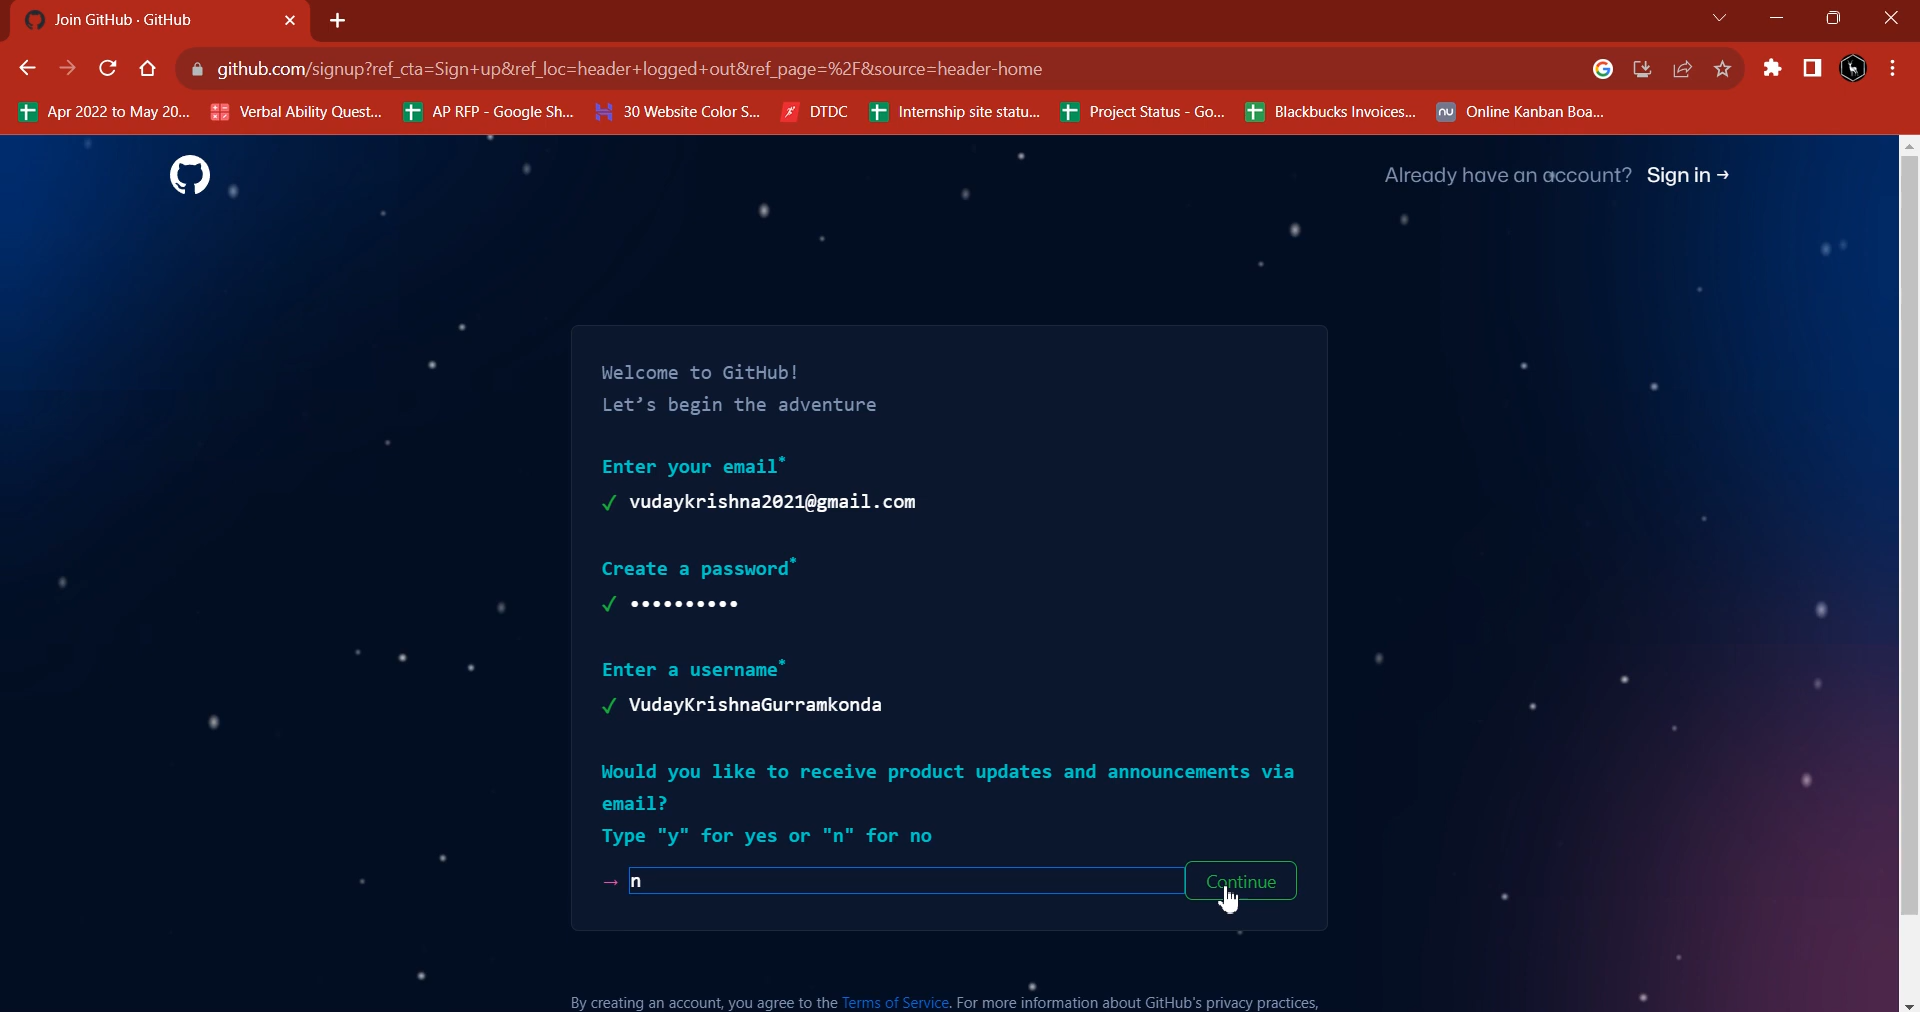 Join GitHub · GitHub
github.com/signup?ref_cta=Sign+up&ref_loc=header+logged+out&ref_page=%2F&source=header-home
Apr 2022 to May 20... Verbal Ability Quest... AP RFP - Google Sh... 30 Website Color S... DTDC Internship site statu... Project Status - Go... Blackbucks Invoices... nu Online Kanban Boa...
Already have an account? Sign in →
Welcome to GitHub!
Let’s begin the adventure
Enter your email*
✓ vudaykrishna2021@gmail.com
Create a password*
✓ ••••••••••
Enter a username*
✓ VudayKrishnaGurramkonda
Would you like to receive product updates and announcements via
email?
Type "y" for yes or "n" for no
→ n Continue
By creating an account, you agree to the Terms of Service. For more information about GitHub's privacy practices,